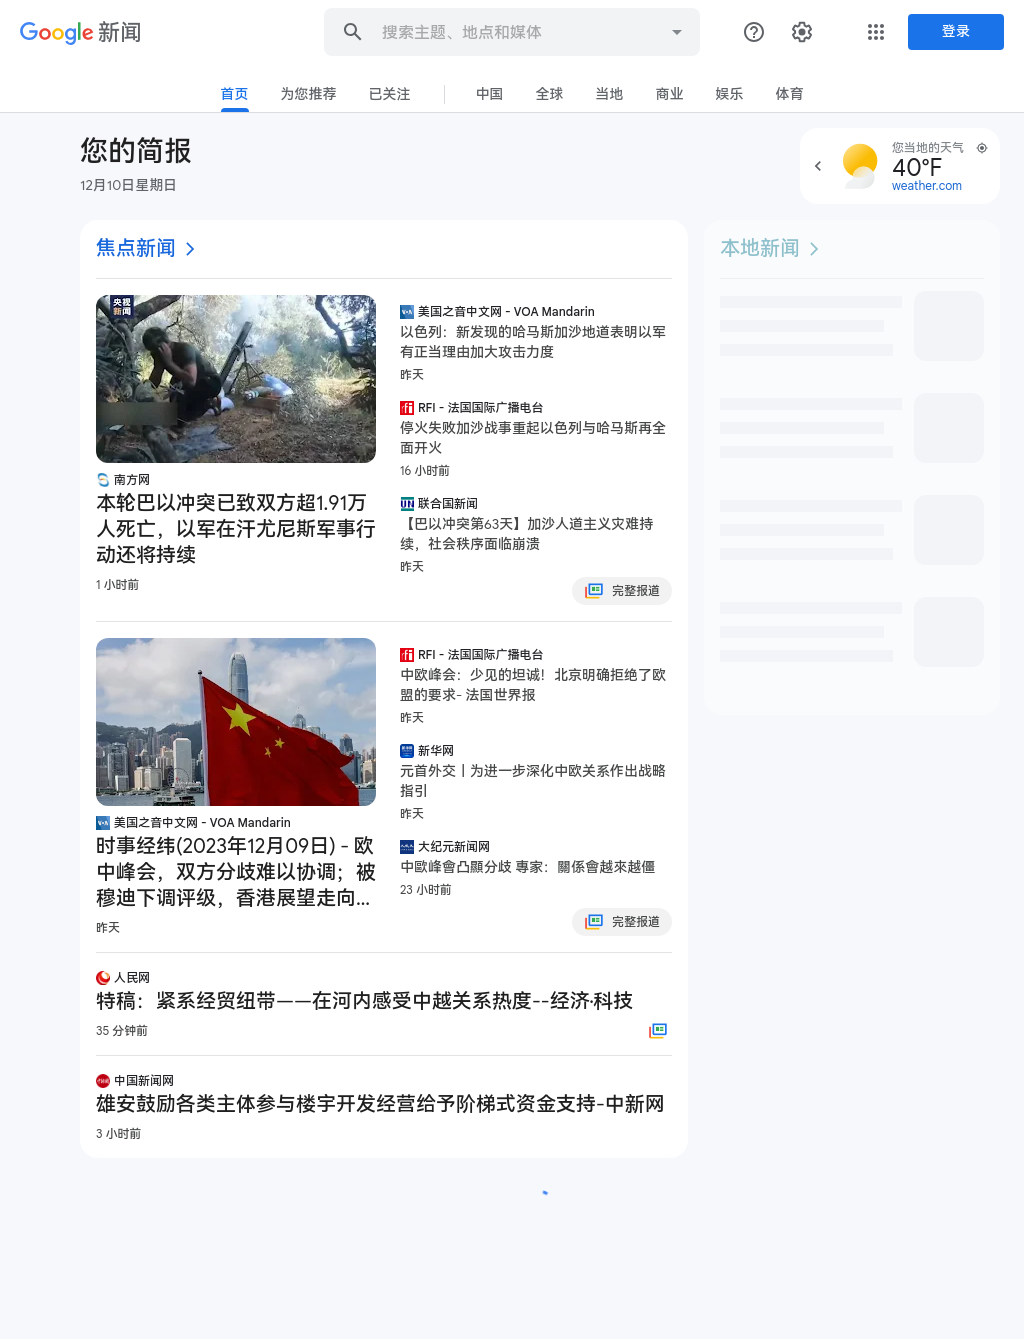 Google 新闻
搜索主题、地点和媒体
登录
首页
为您推荐
已关注
中国
全球
当地
商业
娱乐
体育
您的简报
12月10日星期日
您当地的天气
40°F
weather.com
焦点新闻
央视
新闻
南方网
本轮巴以冲突已致双方超1.91万
人死亡，以军在汗尤尼斯军事行
动还将持续
1 小时前
美国之音中文网 - VOA Mandarin
以色列：新发现的哈马斯加沙地道表明以军
有正当理由加大攻击力度
昨天
RFI - 法国国际广播电台
停火失败加沙战事重起以色列与哈马斯再全
面开火
16 小时前
联合国新闻
【巴以冲突第63天】加沙人道主义灾难持
续，社会秩序面临崩溃
昨天
完整报道
美国之音中文网 - VOA Mandarin
时事经纬(2023年12月09日) - 欧
中峰会，双方分歧难以协调；被
穆迪下调评级，香港展望走向...
昨天
RFI - 法国国际广播电台
中欧峰会：少见的坦诚！北京明确拒绝了欧
盟的要求- 法国世界报
昨天
新华网
元首外交丨为进一步深化中欧关系作出战略
指引
昨天
大纪元新闻网
中歐峰會凸顯分歧 專家：關係會越來越僵
23 小时前
完整报道
人民网
特稿：紧系经贸纽带——在河内感受中越关系热度--经济·科技
35 分钟前
中国新闻网
雄安鼓励各类主体参与楼宇开发经营给予阶梯式资金支持-中新网
3 小时前
本地新闻